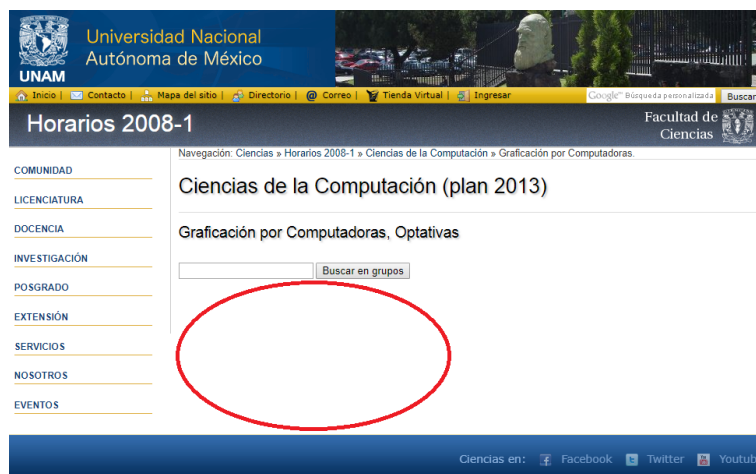 Universidad Nacional
Autónoma de México
UNAM
Inicio | Contacto | Mapa del sitio | Directorio | Correo | Tienda Virtual | Ingresar
Google Búsqueda personalizada Buscar
Horarios 2008-1
Facultad de
Ciencias
Navegación: Ciencias » Horarios 2008-1 » Ciencias de la Computación » Graficación por Computadoras.
COMUNIDAD
LICENCIATURA
DOCENCIA
INVESTIGACIÓN
POSGRADO
EXTENSIÓN
SERVICIOS
NOSOTROS
EVENTOS
Ciencias de la Computación (plan 2013)
Graficación por Computadoras, Optativas
Buscar en grupos
Ciencias en: Facebook Twitter Youtub